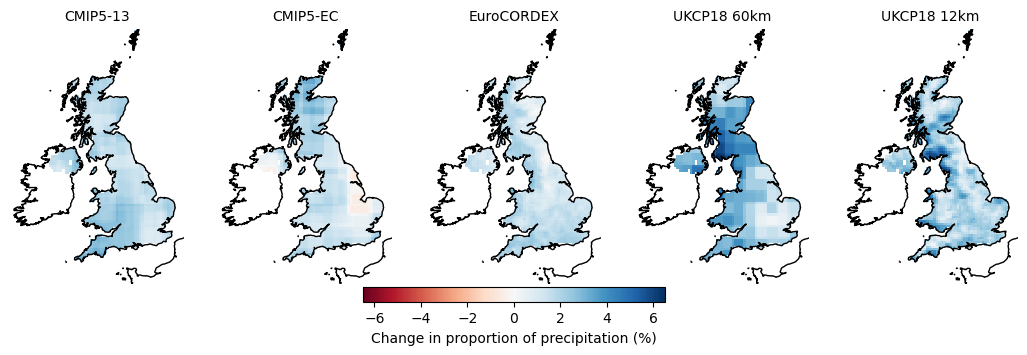 CMIP5-13 CMIP5-EC EuroCORDEX UKCP18 60km UKCP18 12km
−6 −4 −2 0 2 4 6
Change in proportion of precipitation (%)